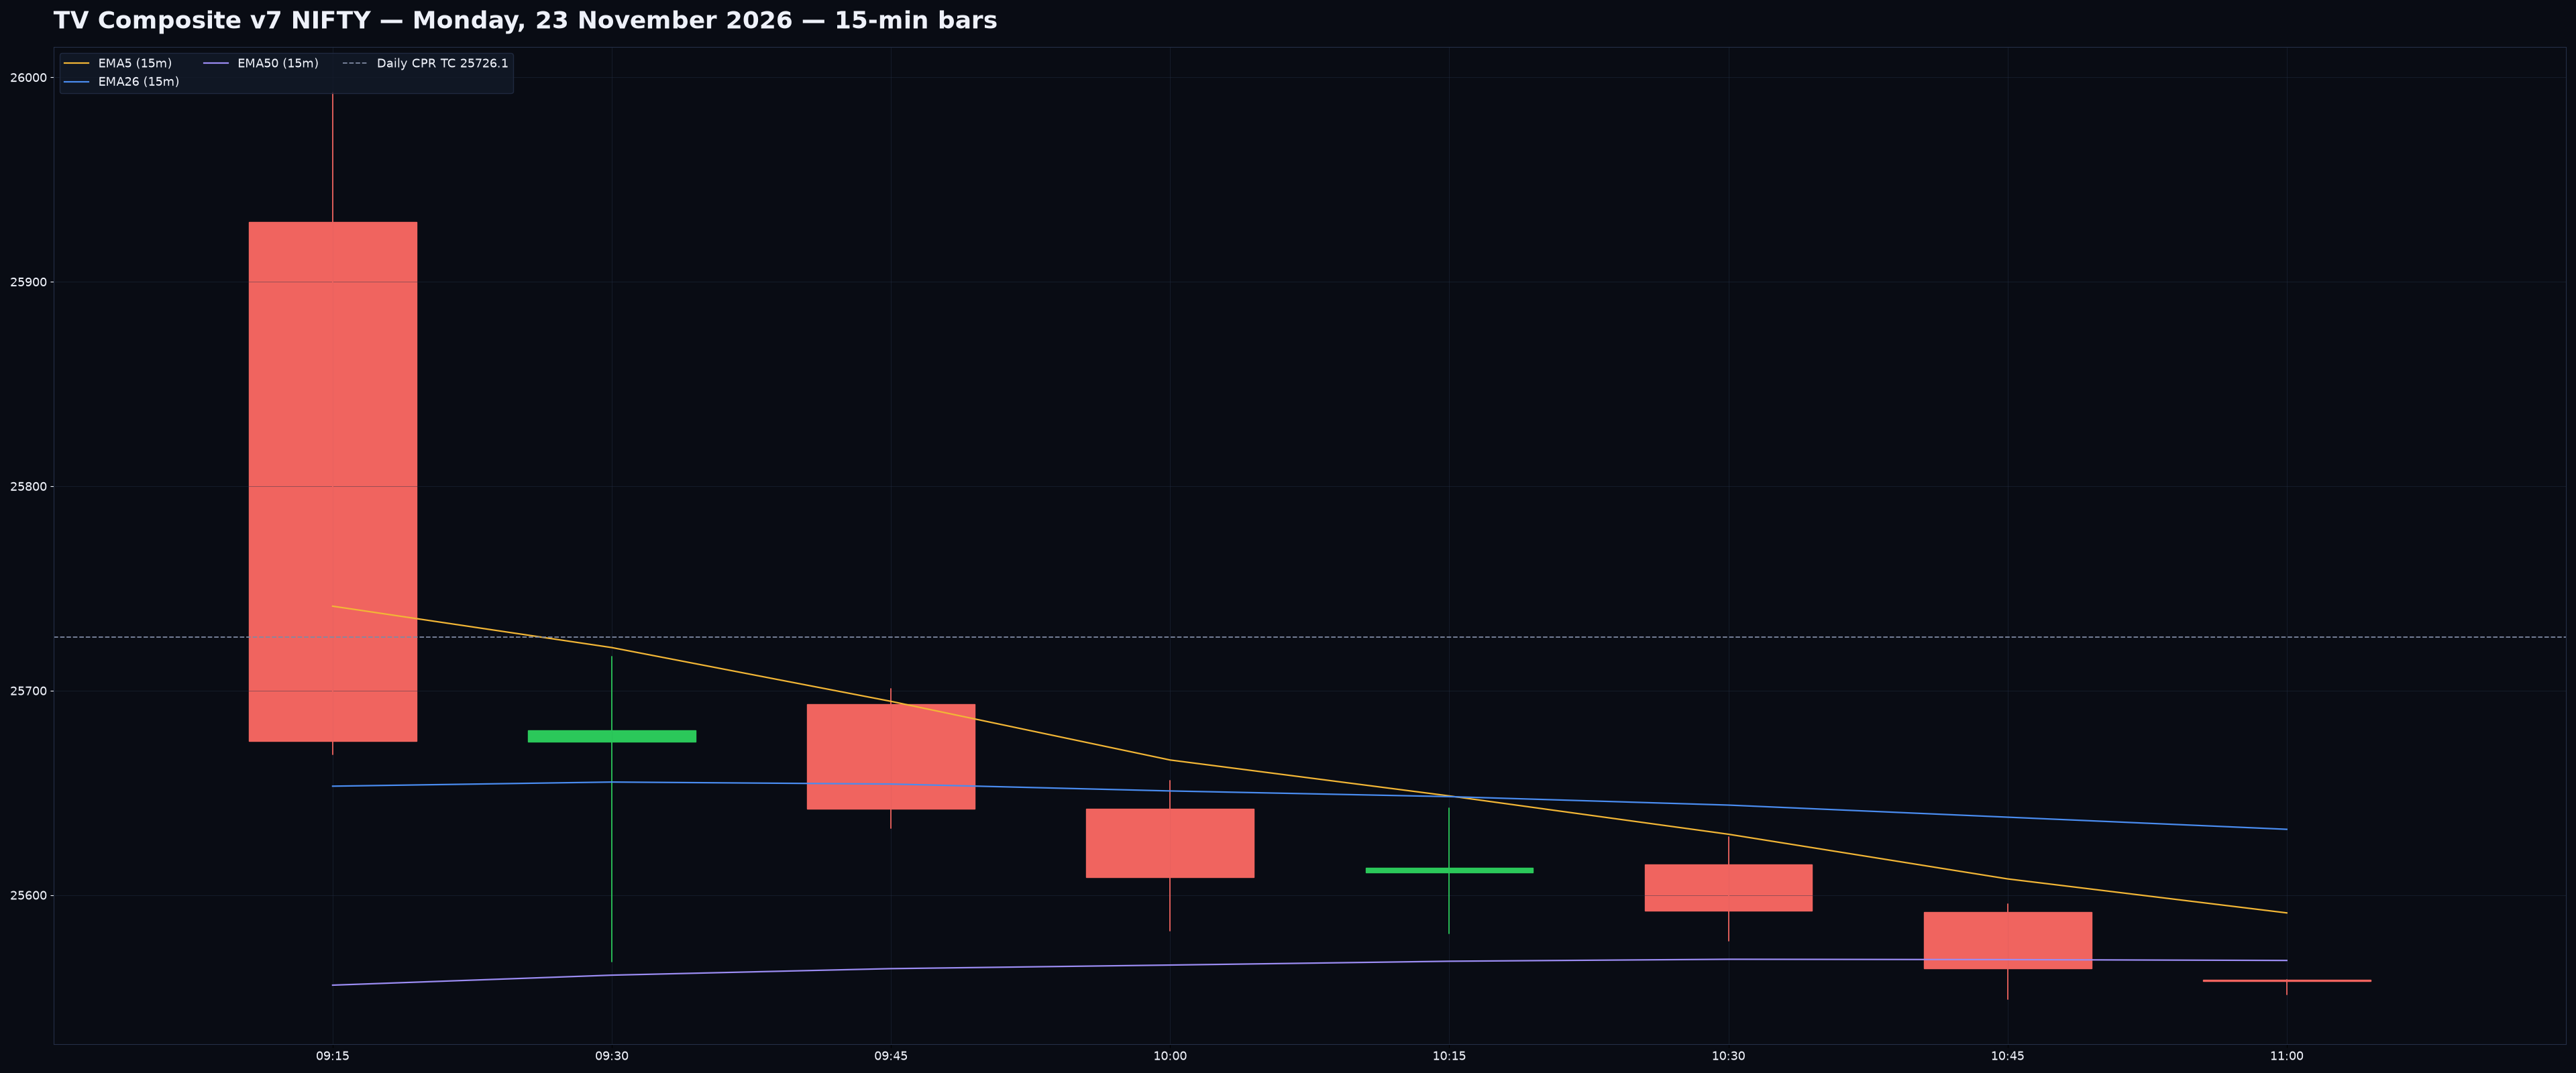 TV Composite v7 NIFTY — Monday, 23 November 2026 — 15-min bars
EMA5 (15m) EMA50 (15m) Daily CPR TC 25726.1
EMA26 (15m)
26000
25900
25800
25700
25600
09:15 09:30 09:45 10:00 10:15 10:30 10:45 11:00